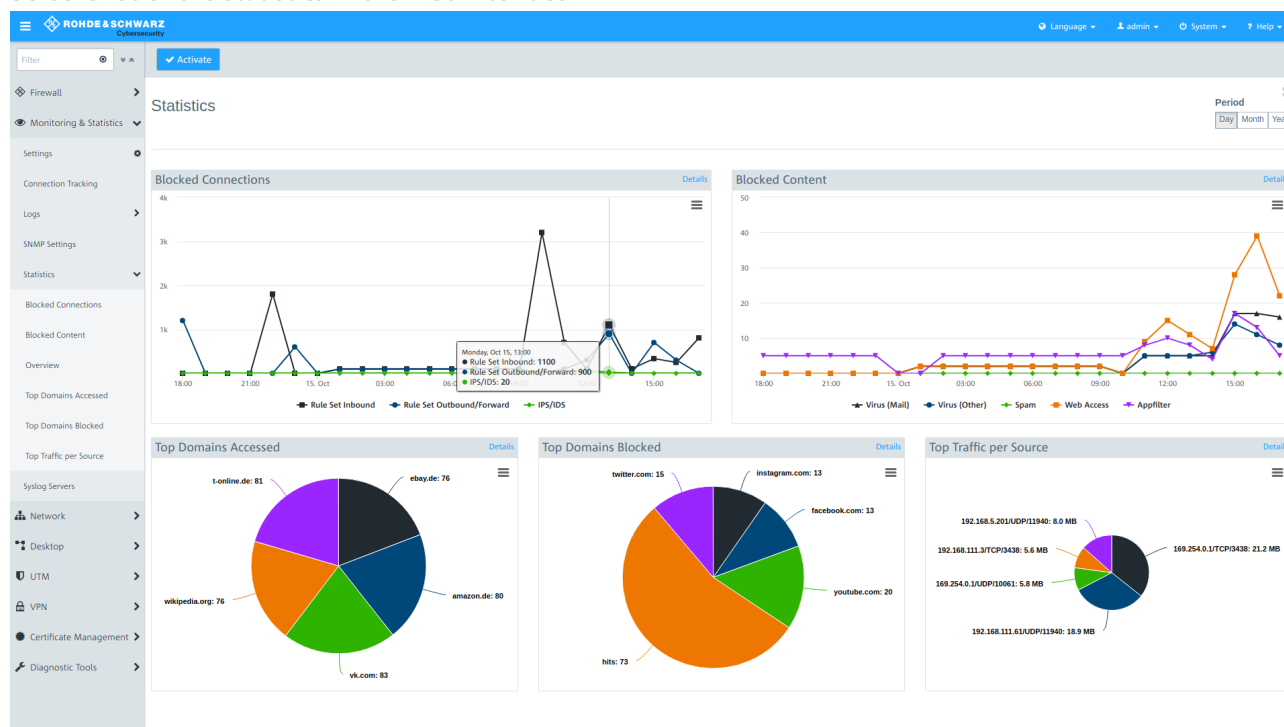 ROHDE&SCHWARZ
Cybersecurity
Language
admin
System
? Help
Filter
Activate
Firewall
Monitoring & Statistics
Settings
Connection Tracking
Logs
SNMP Settings
Statistics
Blocked Connections
Blocked Content
Overview
Top Domains Accessed
Top Domains Blocked
Top Traffic per Source
Syslog Servers
Network
Desktop
UTM
VPN
Certificate Management
Diagnostic Tools
Statistics
Period
Day Month Yea
Blocked Connections
Details
4k
3k
2k
1k
Monday, Oct 15, 13:00
Rule Set Inbound: 1100
Rule Set Outbound/Forward: 900
IPS/IDS: 20
18:00 21:00 15. Oct 03:00 15:00
Rule Set Inbound Rule Set Outbound/Forward IPS/IDS
Blocked Content
Detail
50
40
30
20
10
18:00 21:00 15. Oct 03:00 06:00 09:00 12:00 15:00
Virus (Mail) Virus (Other) Spam Web Access Appfilter
Top Domains Accessed
Details
t-online.de: 81
ebay.de: 76
wikipedia.org: 76
amazon.de: 80
vk.com: 83
Top Domains Blocked
Details
twitter.com: 15
instagram.com: 13
facebook.com: 13
youtube.com: 20
hits: 73
Top Traffic per Source
Detail
192.168.5.201/UDP/11940: 8.0 MB
192.168.111.3/TCP/3438: 5.6 MB
169.254.0.1/TCP/3438: 21.2 MB
169.254.0.1/UDP/10061: 5.8 MB
192.168.111.61/UDP/11940: 18.9 MB